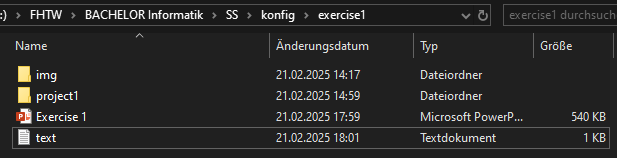 :) > FHTW > BACHELOR Informatik > SS > konfig > exercise1 exercise1 durchsuch
Name Änderungsdatum Typ Größe
img 21.02.2025 14:17 Dateiordner
project1 21.02.2025 14:59 Dateiordner
Exercise 1 21.02.2025 17:59 Microsoft PowerP... 540 KB
text 21.02.2025 18:01 Textdokument 1 KB